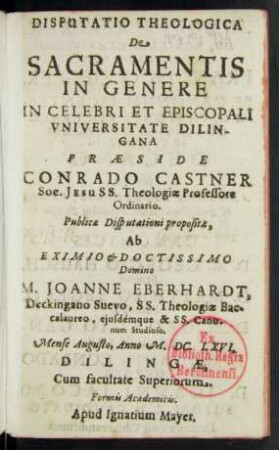 DISPUTATIO THEOLOGICA
De
SACRAMENTIS
IN GENERE
IN CELEBRI ET EPISCOPALI
VNIVERSITATE DILIN-
GANA
PRÆSIDE
CONRADO CASTNER
Soc. JESU SS. Theologiæ Professore
Ordinario.
Publicæ Disputationi proposita,
Ab
EXIMIO & DOCTISSIMO
Domino
M. JOANNE EBERHARDT,
Deckingano Suevo, SS. Theologiæ Bac-
calaureo, ejusdémque & SS. Cano-
num Studioso.
Mense Augusto, Anno M. DC. LXVI.
Ex
Biblioth. Regia
Berolinensi
DILINGÆ,
Cum facultate Superiorum.
Formis Academicis.
Apud Ignatium Mayer.